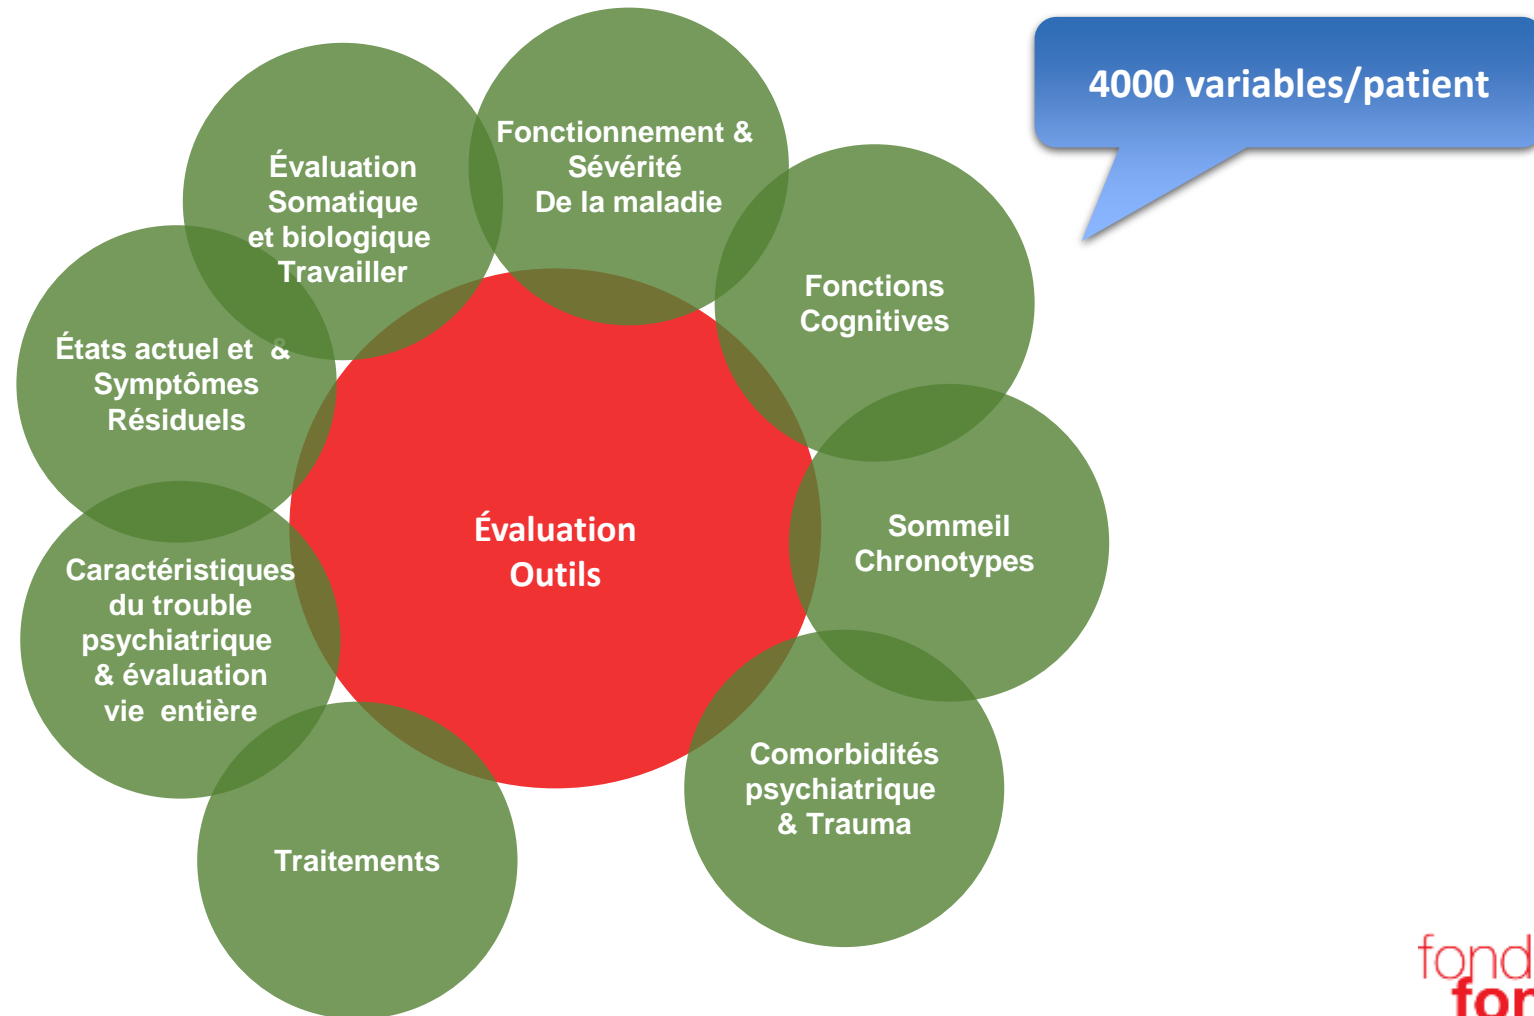 4000 variables/patient
Fonctionnement &
Sévérité
De la maladie
Évaluation
Somatique
et biologique
Travailler
Fonctions
Cognitives
États actuel et &
Symptômes
Résiduels
Évaluation
Outils
Sommeil
Chronotypes
Caractéristiques
du trouble
psychiatrique
& évaluation
vie entière
Comorbidités
psychiatrique
& Trauma
Traitements
fond
fon